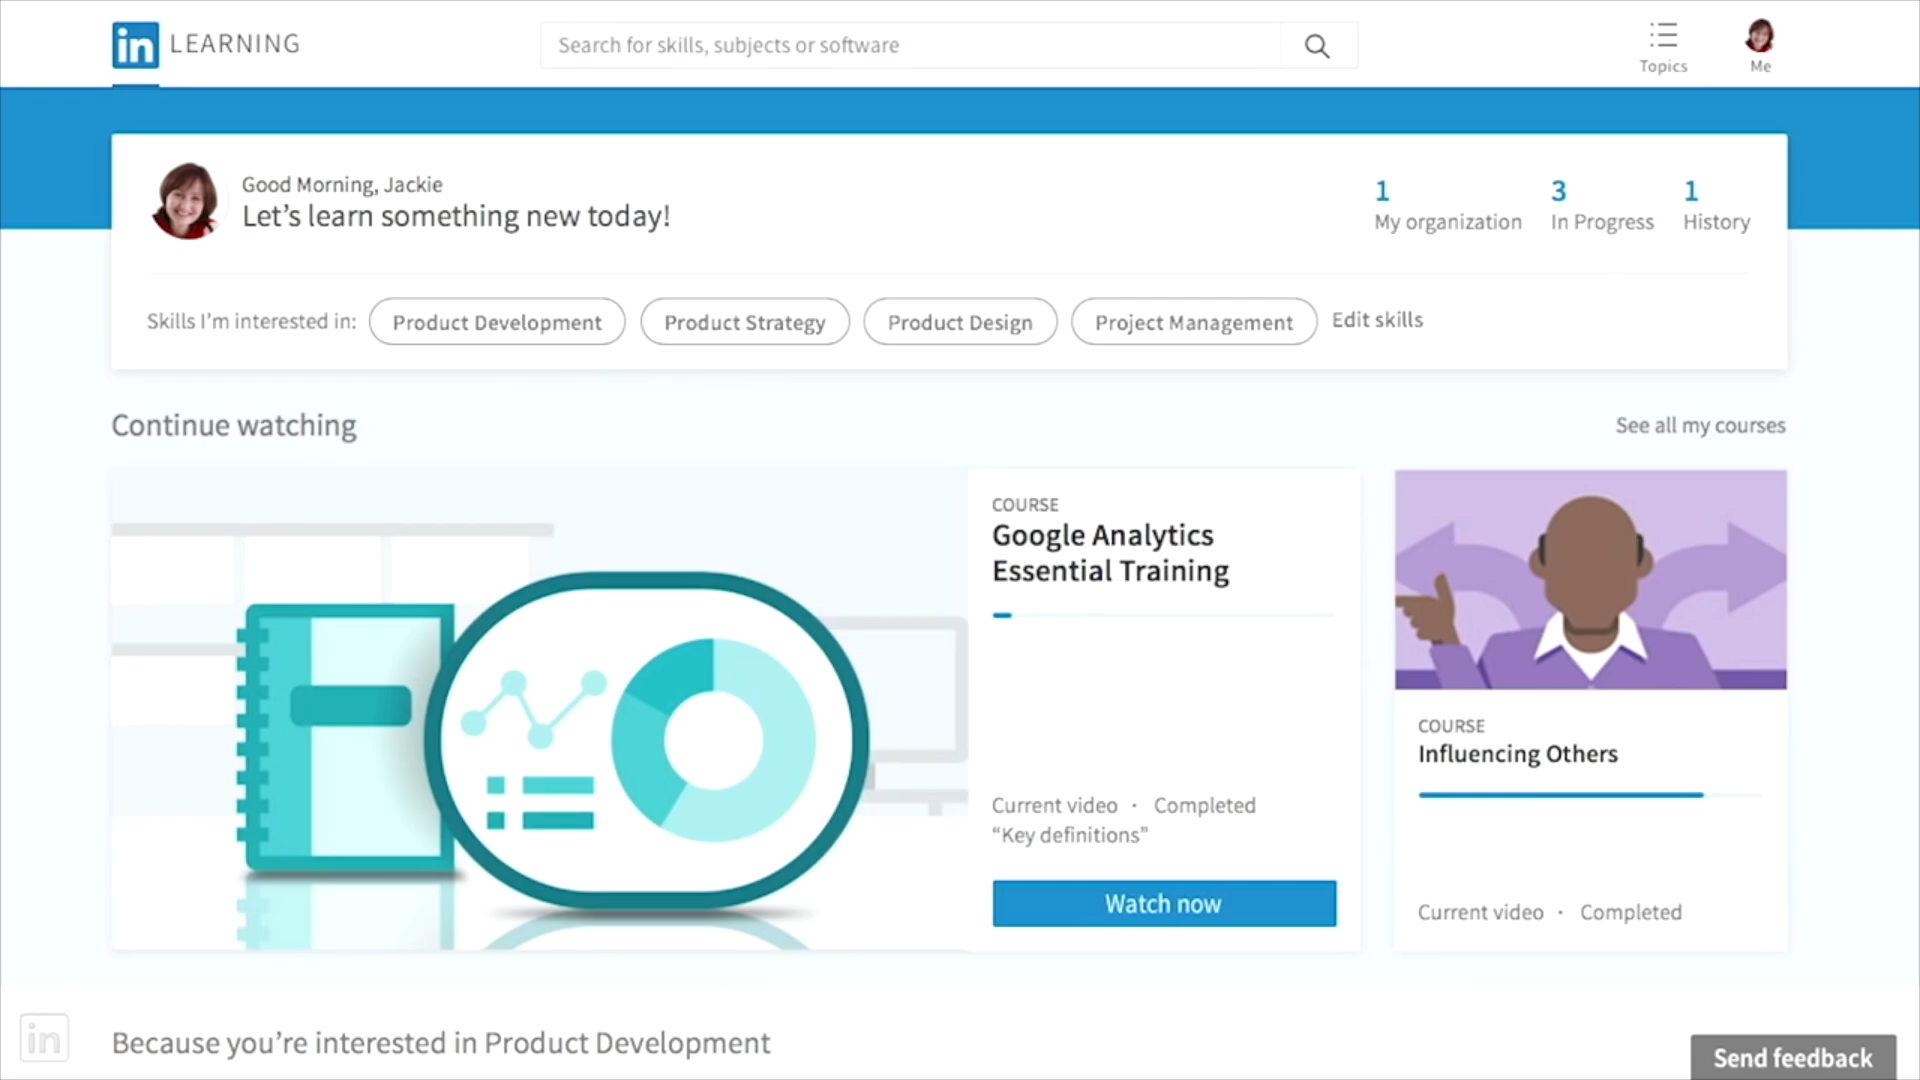 in LEARNING
Search for skills, subjects or software
Topics
Me
Good Morning, Jackie
Let’s learn something new today!
1
My organization
3
In Progress
1
History
Skills I’m interested in:
Product Development
Product Strategy
Product Design
Project Management
Edit skills
Continue watching
See all my courses
COURSE
Google Analytics
Essential Training
Current video · Completed
“Key definitions”
Watch now
COURSE
Influencing Others
Current video · Completed
in
Because you’re interested in Product Development
Send feedback